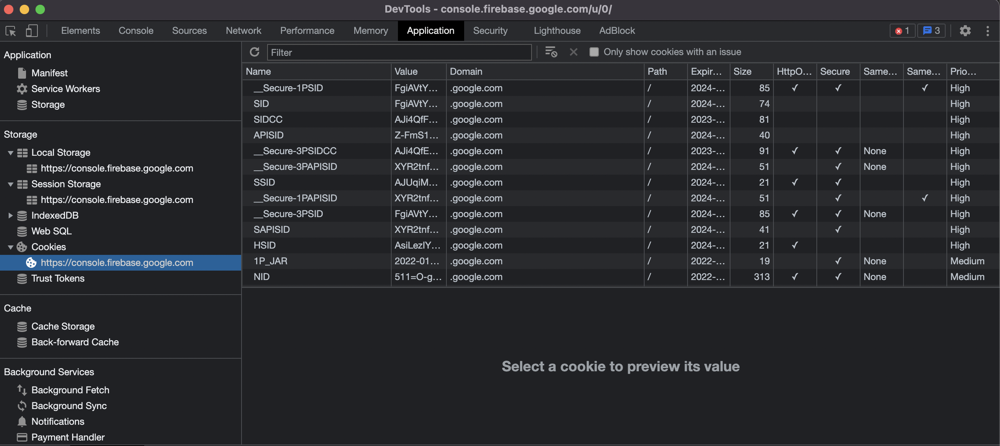 DevTools - console.firebase.google.com/u/0/
Elements Console Sources Network Performance Memory Application Security Lighthouse AdBlock 1 3
Application
Manifest
Service Workers
Storage
Storage
Local Storage
https://console.firebase.google.com
Session Storage
https://console.firebase.google.com
IndexedDB
Web SQL
Cookies
https://console.firebase.google.com
Trust Tokens
Cache
Cache Storage
Back-forward Cache
Background Services
Background Fetch
Background Sync
Notifications
Payment Handler
Filter Only show cookies with an issue
Name Value Domain Path Expir... Size HttpO... Secure Same... Same... Prio...
__Secure-1PSID FgiAVtY... .google.com / 2024-... 85 ✓ ✓ ✓ High
SID FgiAVtY... .google.com / 2024-... 74 High
SIDCC AJi4QfF... .google.com / 2023-... 81 High
APISID Z-FmS1... .google.com / 2024-... 40 High
__Secure-3PSIDCC AJi4QfE... .google.com / 2023-... 91 ✓ ✓ None High
__Secure-3PAPISID XYR2tnf... .google.com / 2024-... 51 ✓ None High
SSID AJUqiM... .google.com / 2024-... 21 ✓ ✓ High
__Secure-1PAPISID XYR2tnf... .google.com / 2024-... 51 ✓ ✓ High
__Secure-3PSID FgiAVtY... .google.com / 2024-... 85 ✓ ✓ None High
SAPISID XYR2tnf... .google.com / 2024-... 41 ✓ High
HSID AsiLezIY... .google.com / 2024-... 21 ✓ High
1P_JAR 2022-01... .google.com / 2022-... 19 ✓ None Medium
NID 511=O-g... .google.com / 2022-... 313 ✓ ✓ None Medium
Select a cookie to preview its value